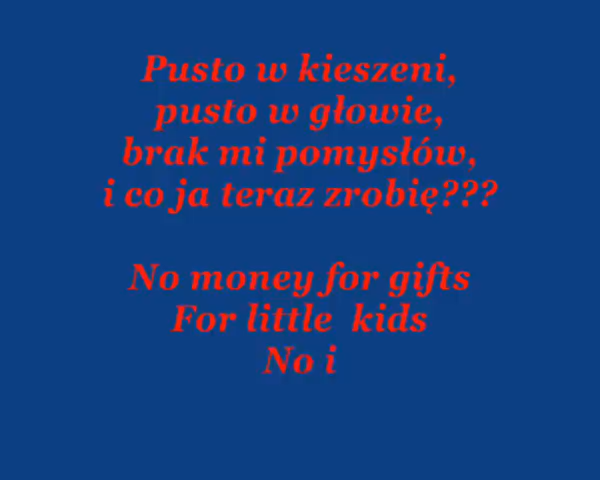 Pusto w kieszeni,
pusto w głowie,
brak mi pomysłów,
i co ja teraz zrobię???
No money for gifts
For little kids
No i